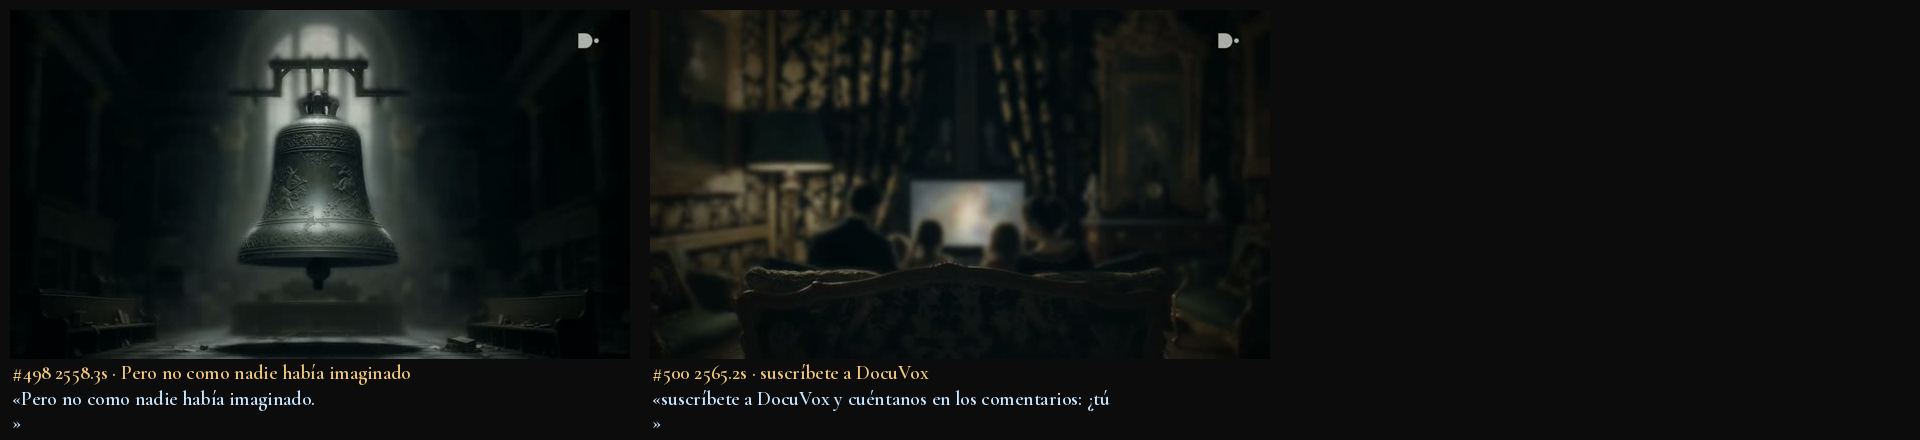 #498 2558.3s · Pero no como nadie había imaginado
«Pero no como nadie había imaginado.
»
#500 2565.2s · suscríbete a DocuVox
«suscríbete a DocuVox y cuéntanos en los comentarios: ¿tú
»